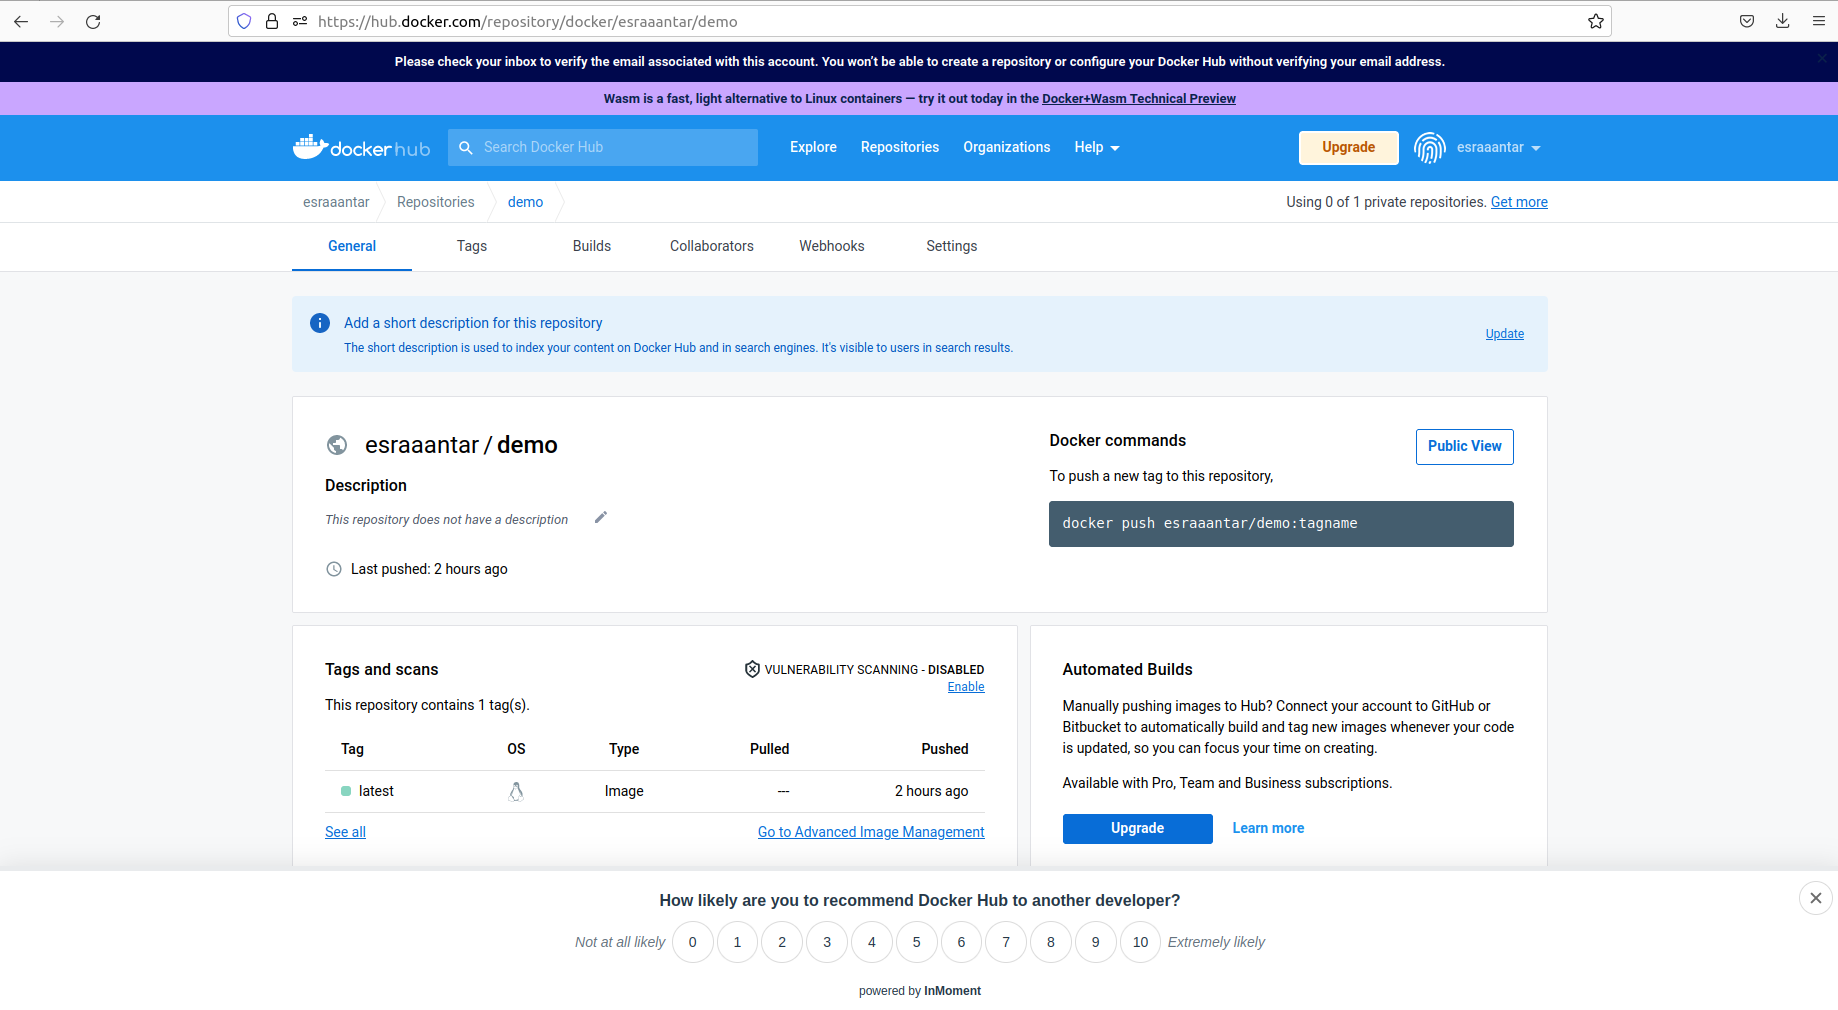 https://hub.docker.com/repository/docker/esraaantar/demo
Please check your inbox to verify the email associated with this account. You won't be able to create a repository or configure your Docker Hub without verifying your email address.
Wasm is a fast, light alternative to Linux containers — try it out today in the Docker+Wasm Technical Preview
docker hub
Search Docker Hub
Explore Repositories Organizations Help
Upgrade
esraaantar
esraaantar Repositories demo
Using 0 of 1 private repositories. Get more
General Tags Builds Collaborators Webhooks Settings
Add a short description for this repository
The short description is used to index your content on Docker Hub and in search engines. It's visible to users in search results.
Update
esraaantar / demo
Description
This repository does not have a description
Last pushed: 2 hours ago
Docker commands
Public View
To push a new tag to this repository,
docker push esraaantar/demo:tagname
Tags and scans
VULNERABILITY SCANNING - DISABLED
Enable
This repository contains 1 tag(s).
Tag OS Type Pulled Pushed
latest Image --- 2 hours ago
See all Go to Advanced Image Management
Automated Builds
Manually pushing images to Hub? Connect your account to GitHub or
Bitbucket to automatically build and tag new images whenever your code
is updated, so you can focus your time on creating.
Available with Pro, Team and Business subscriptions.
Upgrade Learn more
How likely are you to recommend Docker Hub to another developer?
Not at all likely 0 1 2 3 4 5 6 7 8 9 10 Extremely likely
powered by InMoment